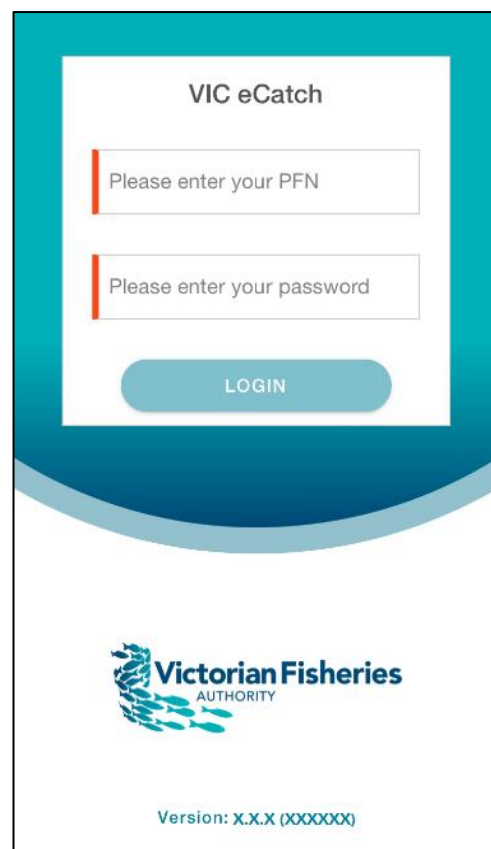 VIC eCatch
Please enter your PFN
Please enter your password
LOGIN
Victorian Fisheries
AUTHORITY
Version: X.X.X (XXXXXX)